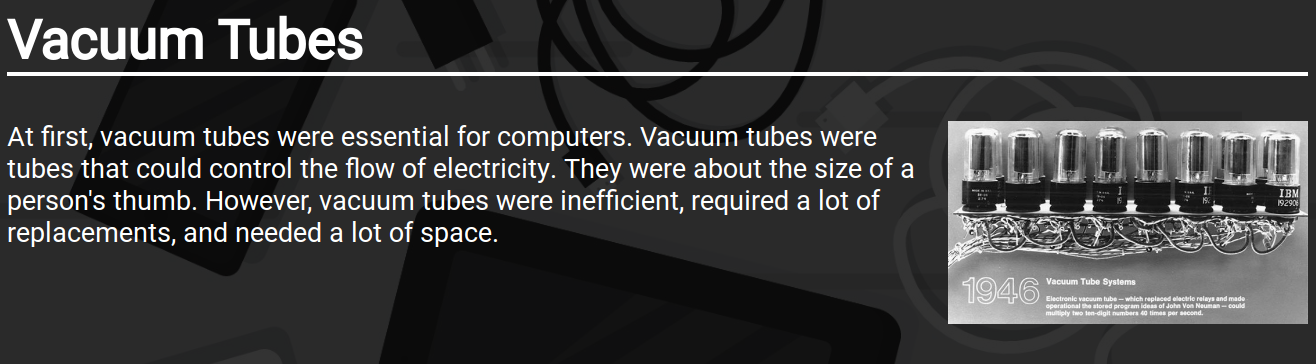 Vacuum Tubes
At first, vacuum tubes were essential for computers. Vacuum tubes were
tubes that could control the flow of electricity. They were about the size of a
person's thumb. However, vacuum tubes were inefficient, required a lot of
replacements, and needed a lot of space.
IBM
192906
1946
Vacuum Tube Systems
Electronic vacuum tube — which replaced electric relays and made
operational the stored program ideas of John Von Neuman — could
multiply two ten-digit numbers 40 times per second.